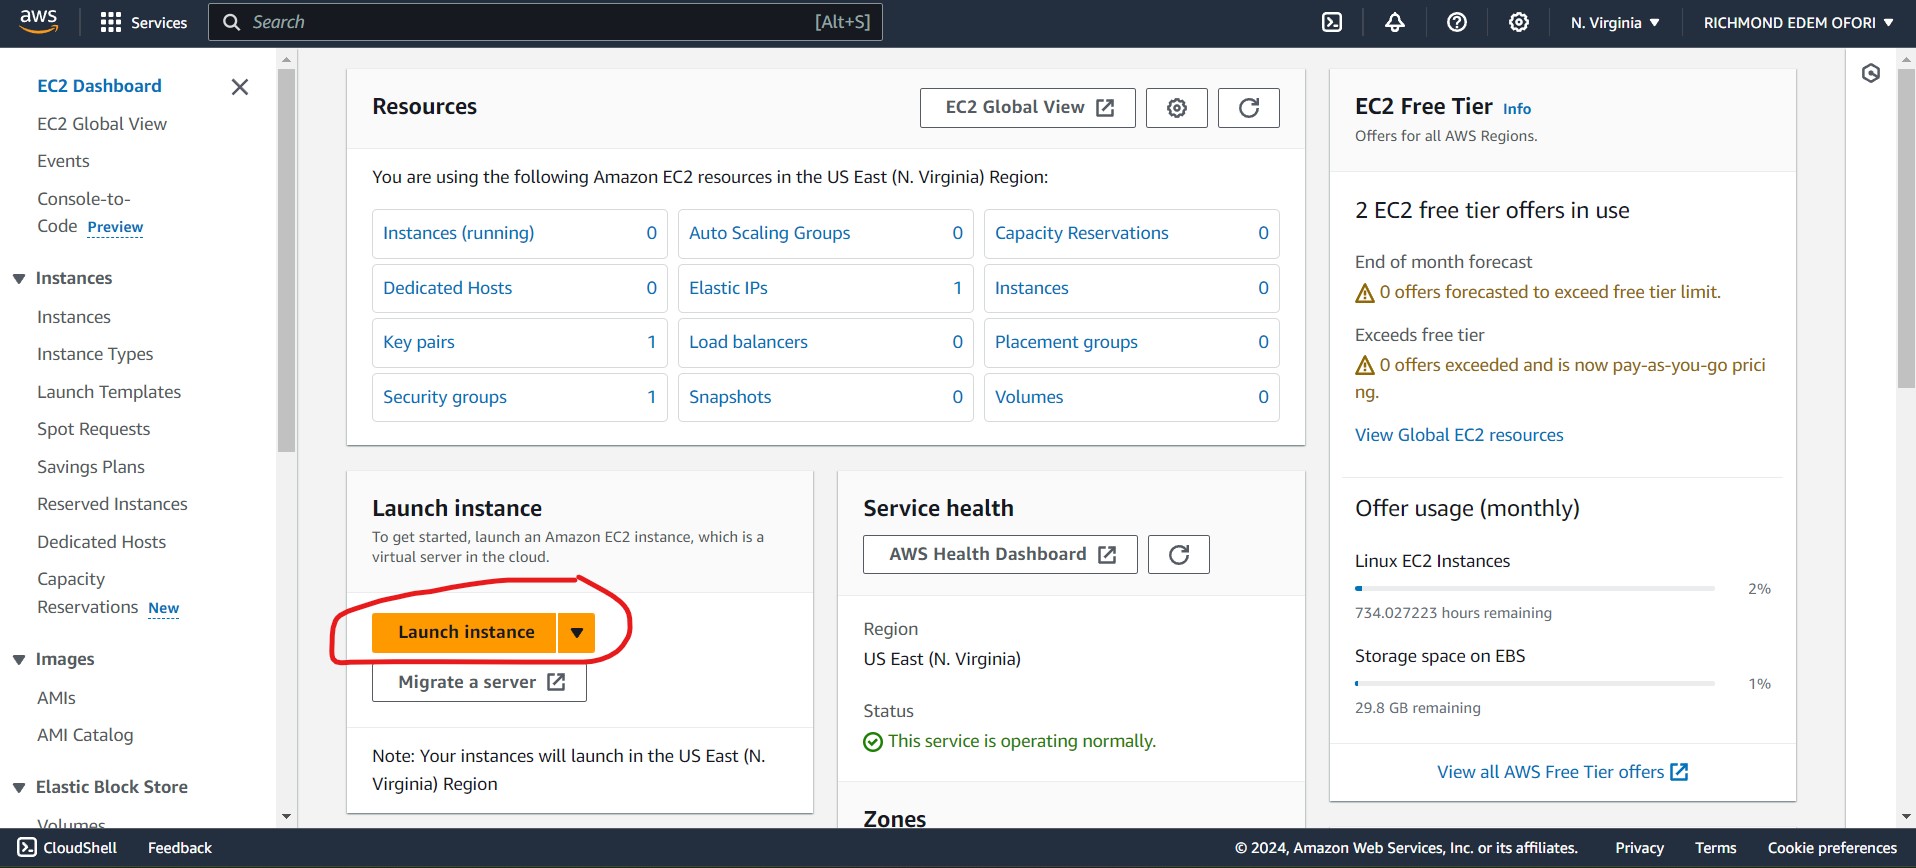 aws
Services
Search
[Alt+S]
N. Virginia
RICHMOND EDEM OFORI
EC2 Dashboard
EC2 Global View
Events
Console-to-
Code Preview
Instances
Instances
Instance Types
Launch Templates
Spot Requests
Savings Plans
Reserved Instances
Dedicated Hosts
Capacity
Reservations New
Images
AMIs
AMI Catalog
Elastic Block Store
Volumes
Resources
EC2 Global View
You are using the following Amazon EC2 resources in the US East (N. Virginia) Region:
Instances (running) 0
Auto Scaling Groups 0
Capacity Reservations 0
Dedicated Hosts 0
Elastic IPs 1
Instances 0
Key pairs 1
Load balancers 0
Placement groups 0
Security groups 1
Snapshots 0
Volumes 0
Launch instance
To get started, launch an Amazon EC2 instance, which is a
virtual server in the cloud.
Launch instance
Migrate a server
Note: Your instances will launch in the US East (N.
Virginia) Region
Service health
AWS Health Dashboard
Region
US East (N. Virginia)
Status
This service is operating normally.
Zones
EC2 Free Tier Info
Offers for all AWS Regions.
2 EC2 free tier offers in use
End of month forecast
0 offers forecasted to exceed free tier limit.
Exceeds free tier
0 offers exceeded and is now pay-as-you-go prici
ng.
View Global EC2 resources
Offer usage (monthly)
Linux EC2 Instances
2%
734.027223 hours remaining
Storage space on EBS
1%
29.8 GB remaining
View all AWS Free Tier offers
CloudShell
Feedback
© 2024, Amazon Web Services, Inc. or its affiliates.
Privacy
Terms
Cookie preferences